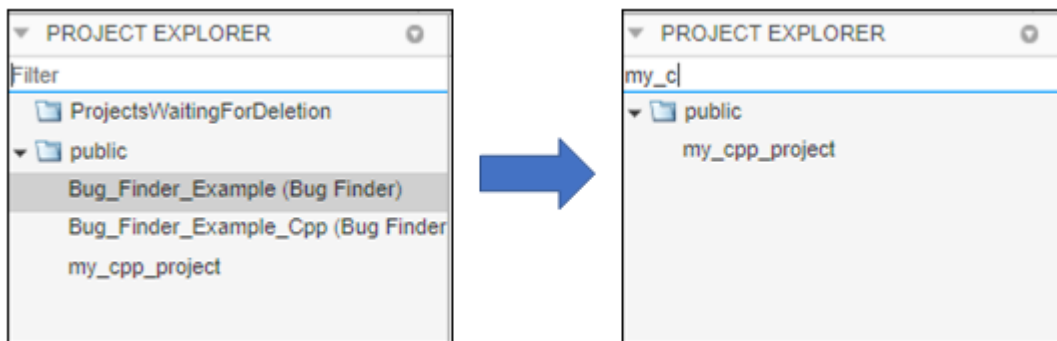 PROJECT EXPLORER
Filter
ProjectsWaitingForDeletion
public
Bug_Finder_Example (Bug Finder)
Bug_Finder_Example_Cpp (Bug Finder
my_cpp_project
PROJECT EXPLORER
my_c
public
my_cpp_project